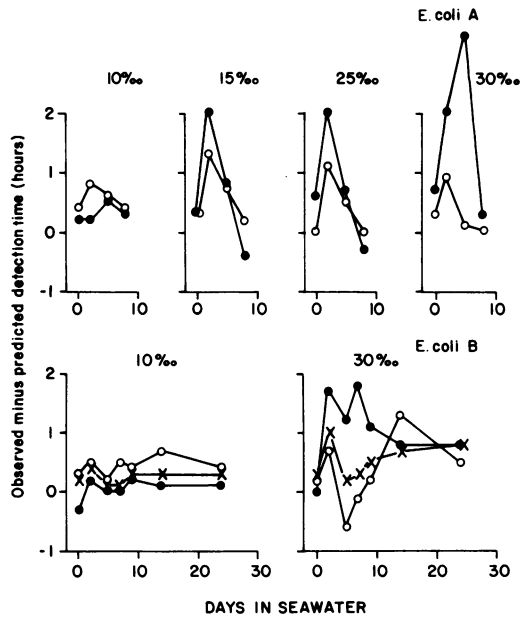 E. coli A
10‰ 15‰ 25‰ 30‰
Observed minus predicted detection time (hours)
2
1
0
-1
0 10 0 10 0 10 0 10
E. coli B
10‰ 30‰
2
1
0
-1
0 10 20 30 0 10 20 30
DAYS IN SEAWATER